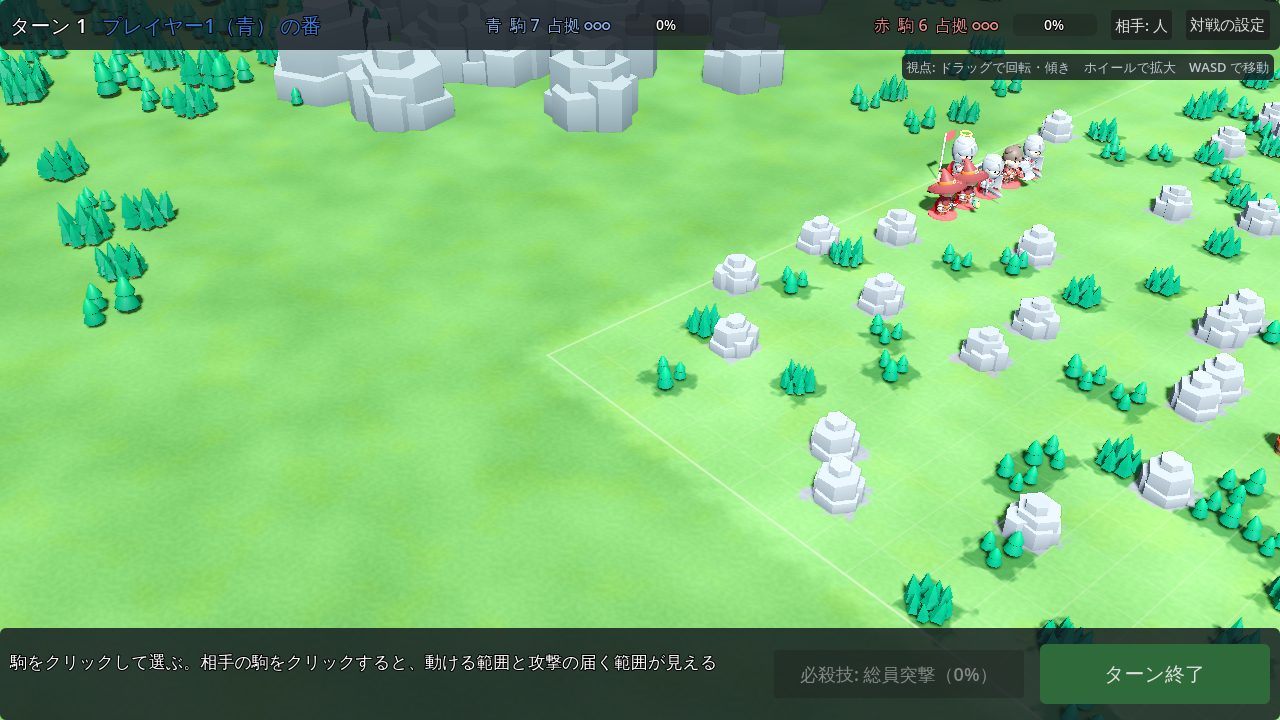 ターン 1 プレイヤー1（青）の番 青 駒 7 占拠 ○○○ 0% 赤 駒 6 占拠 ○○○ 0% 相手: 人 対戦の設定
視点: ドラッグで回転・傾き ホイールで拡大 WASD で移動
駒をクリックして選ぶ。相手の駒をクリックすると、動ける範囲と攻撃の届く範囲が見える
必殺技: 総員突撃（0%）
ターン終了